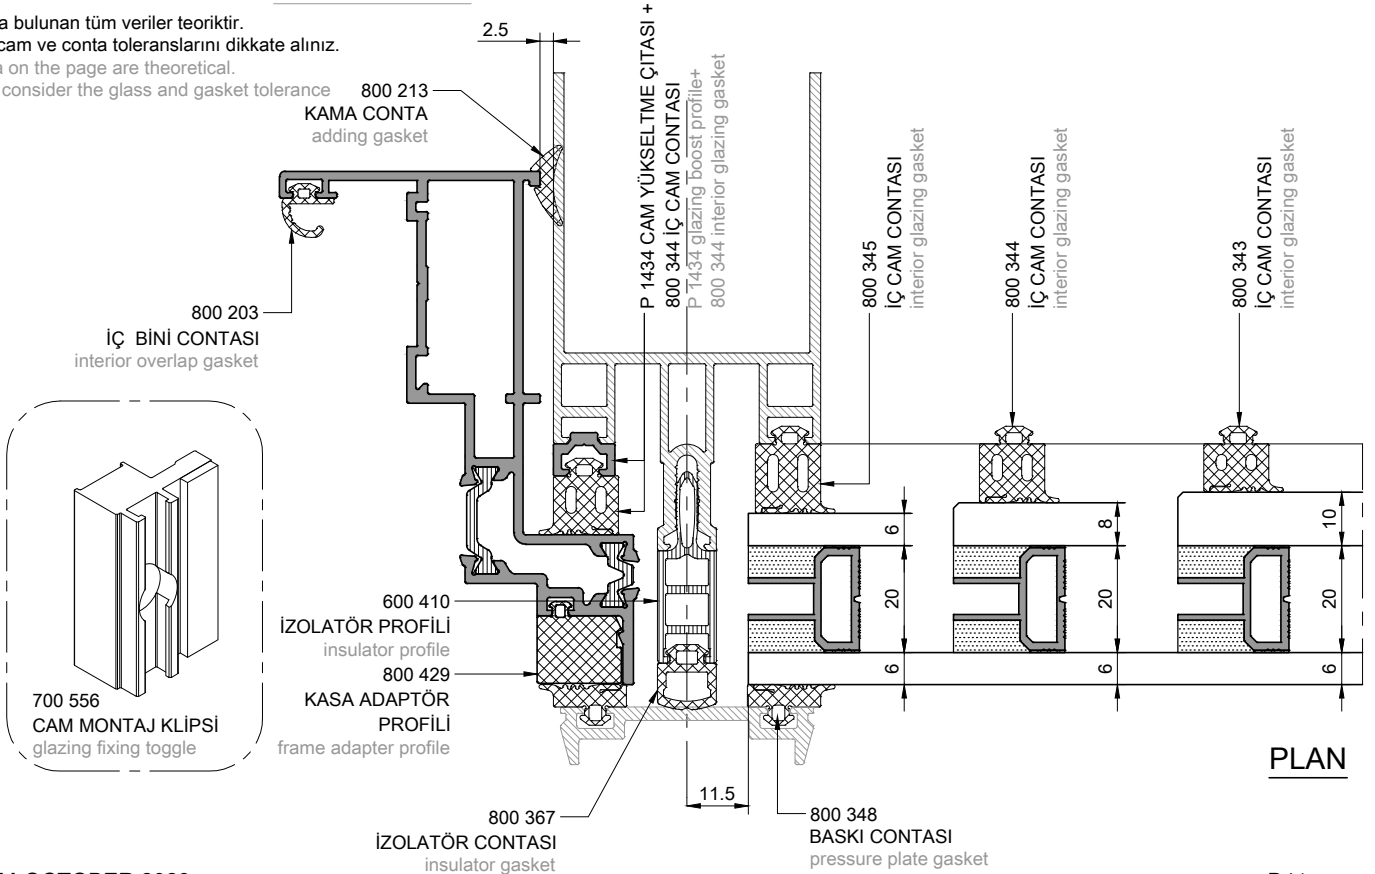 a bulunan tüm veriler teoriktir.
cam ve conta toleranslarını dikkate alınız.
on the page are theoretical.
consider the glass and gasket tolerance
2.5
800 213
KAMA CONTA
adding gasket
P 1434 CAM YÜKSELTME ÇITASI +
800 344 İÇ CAM CONTASI
P 1434 glazing boost profile+
800 344 interior glazing gasket
800 345
İÇ CAM CONTASI
interior glazing gasket
800 344
İÇ CAM CONTASI
interior glazing gasket
800 343
İÇ CAM CONTASI
interior glazing gasket
800 203
İÇ BİNİ CONTASI
interior overlap gasket
700 556
CAM MONTAJ KLİPSİ
glazing fixing toggle
600 410
İZOLATÖR PROFİLİ
insulator profile
800 429
KASA ADAPTÖR
PROFİLİ
frame adapter profile
6
20
6
8
20
6
10
20
6
PLAN
11.5
800 367
İZOLATÖR CONTASI
insulator gasket
800 348
BASKI CONTASI
pressure plate gasket